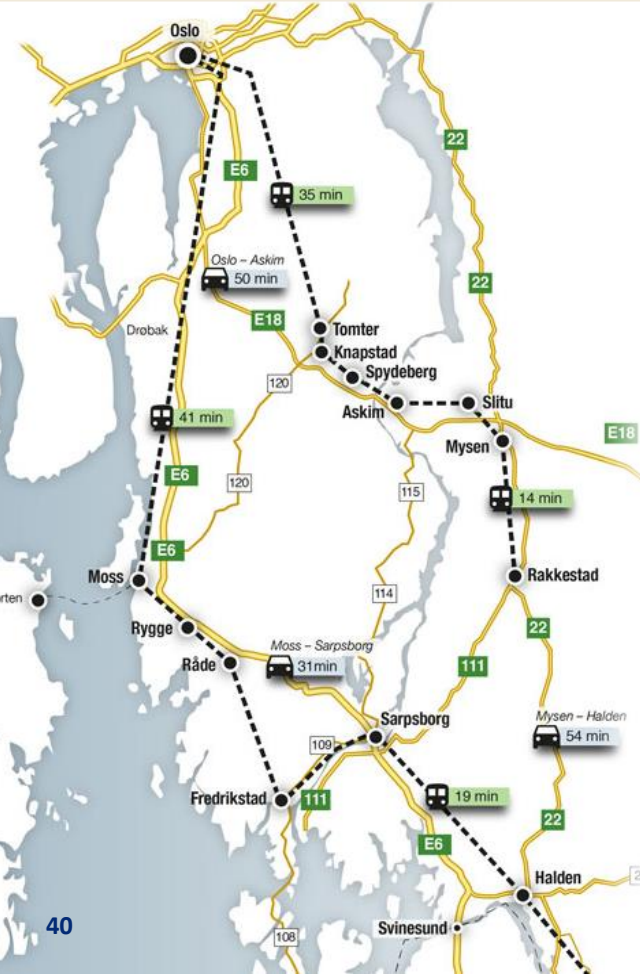 Oslo
22
E6
35 min
Oslo – Askim
50 min
22
E18
Tomter
Drøbak
Knapstad
Spydeberg
120
Askim
Slitu
41 min
E18
Mysen
E6
120
115
14 min
E6
Moss
Rakkestad
114
rten
Rygge
22
Moss – Sarpsborg
Råde
31min
111
Sarpsborg
Mysen – Halden
54 min
109
Fredrikstad
111
19 min
22
E6
Halden
2
40
Svinesund
108